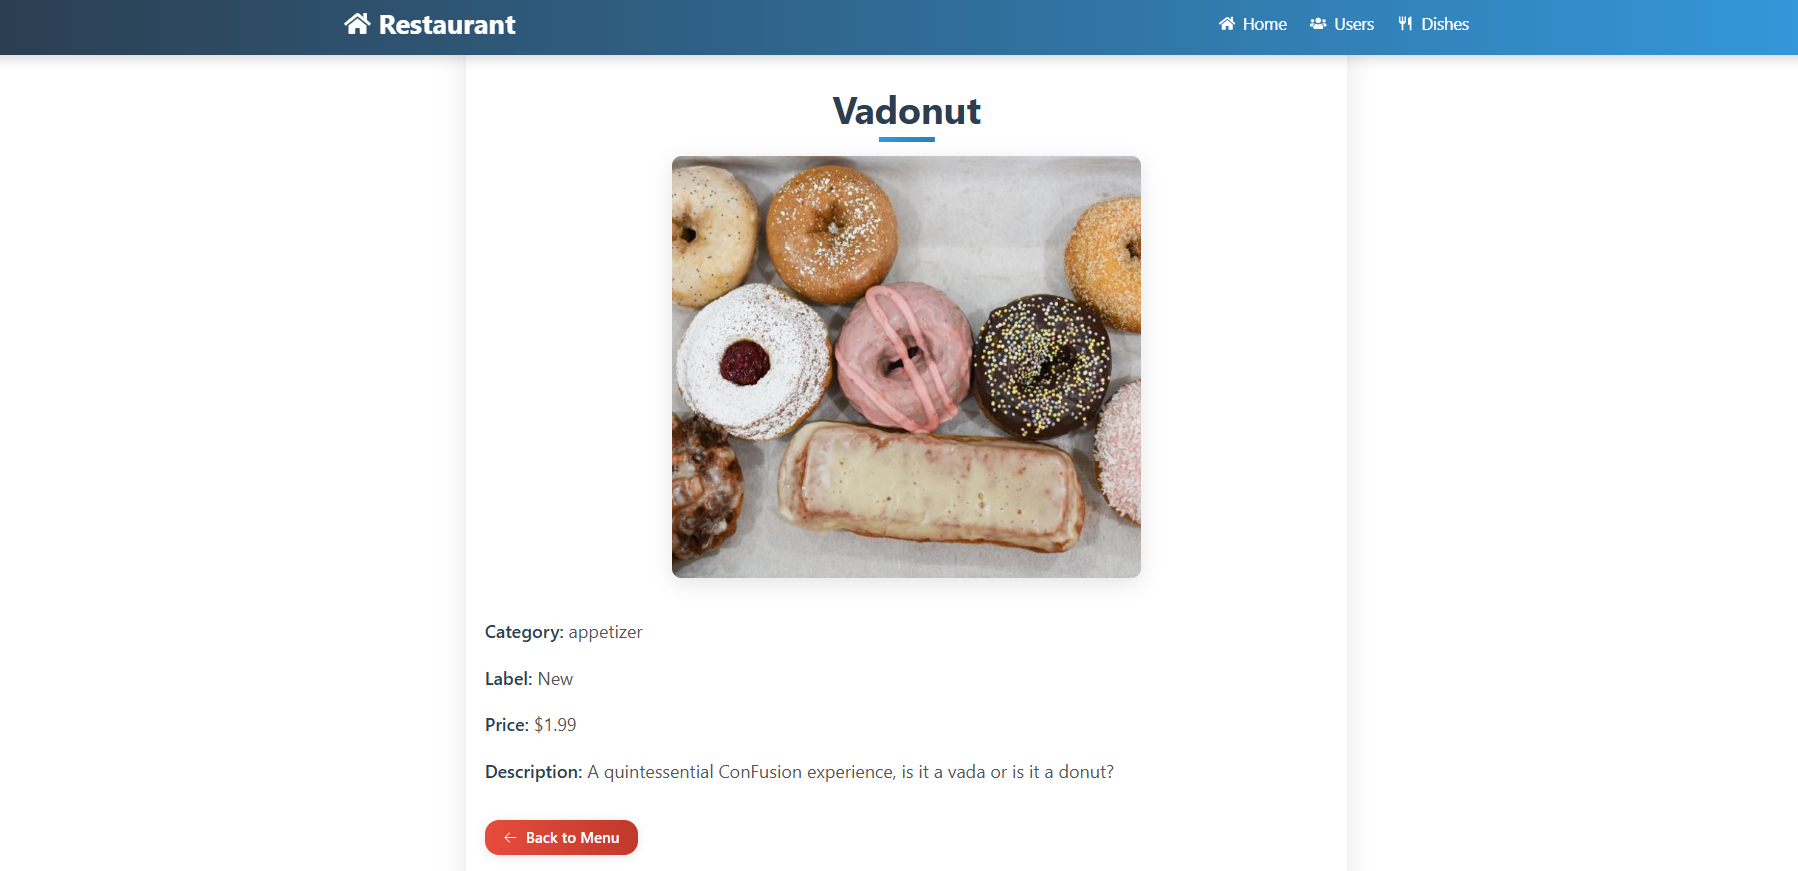 Restaurant
Home Users Dishes
Vadonut
Category: appetizer
Label: New
Price: $1.99
Description: A quintessential ConFusion experience, is it a vada or is it a donut?
Back to Menu